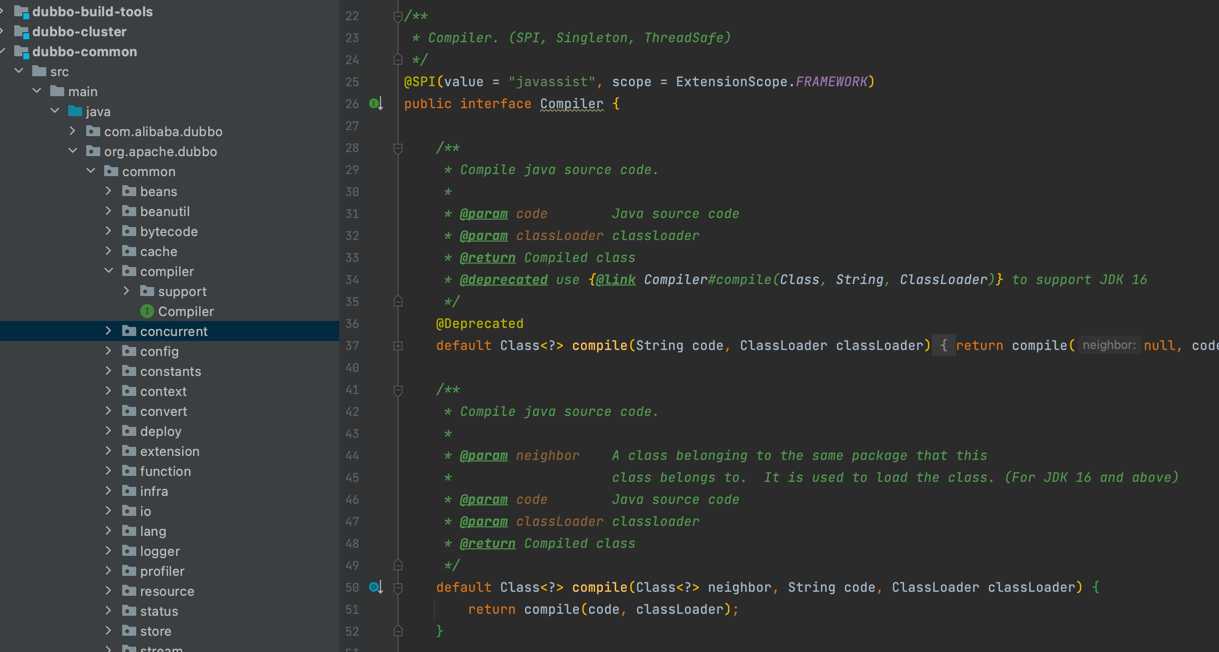 dubbo-build-tools
dubbo-cluster
dubbo-common
src
main
java
com.alibaba.dubbo
org.apache.dubbo
common
beans
beanutil
bytecode
cache
compiler
support
Compiler
concurrent
config
constants
context
convert
deploy
extension
function
infra
io
lang
logger
profiler
resource
status
store
stream
22 /**
23 * Compiler. (SPI, Singleton, ThreadSafe)
24 */
25 @SPI(value = "javassist", scope = ExtensionScope.FRAMEWORK)
26 public interface Compiler {
27
28 /**
29 * Compile java source code.
30 *
31 * @param code Java source code
32 * @param classLoader classloader
33 * @return Compiled class
34 * @deprecated use {@link Compiler#compile(Class, String, ClassLoader)} to support JDK 16
35 */
36 @Deprecated
37 default Class<?> compile(String code, ClassLoader classLoader) { return compile( neighbor: null, code
40
41 /**
42 * Compile java source code.
43 *
44 * @param neighbor A class belonging to the same package that this
45 * class belongs to. It is used to load the class. (For JDK 16 and above)
46 * @param code Java source code
47 * @param classLoader classloader
48 * @return Compiled class
49 */
50 default Class<?> compile(Class<?> neighbor, String code, ClassLoader classLoader) {
51 return compile(code, classLoader);
52 }
53